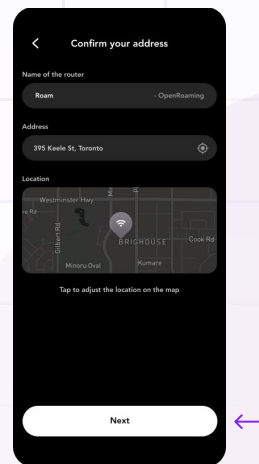 Confirm your address
Name of the router
Roam - OpenRoaming
Address
395 Keele St, Toronto
Location
Westminster Hwy
Gilbert Rd
BRIGHOUSE
Cook Rd
Minoru Oval
Kumare
Tap to adjust the location on the map
Next